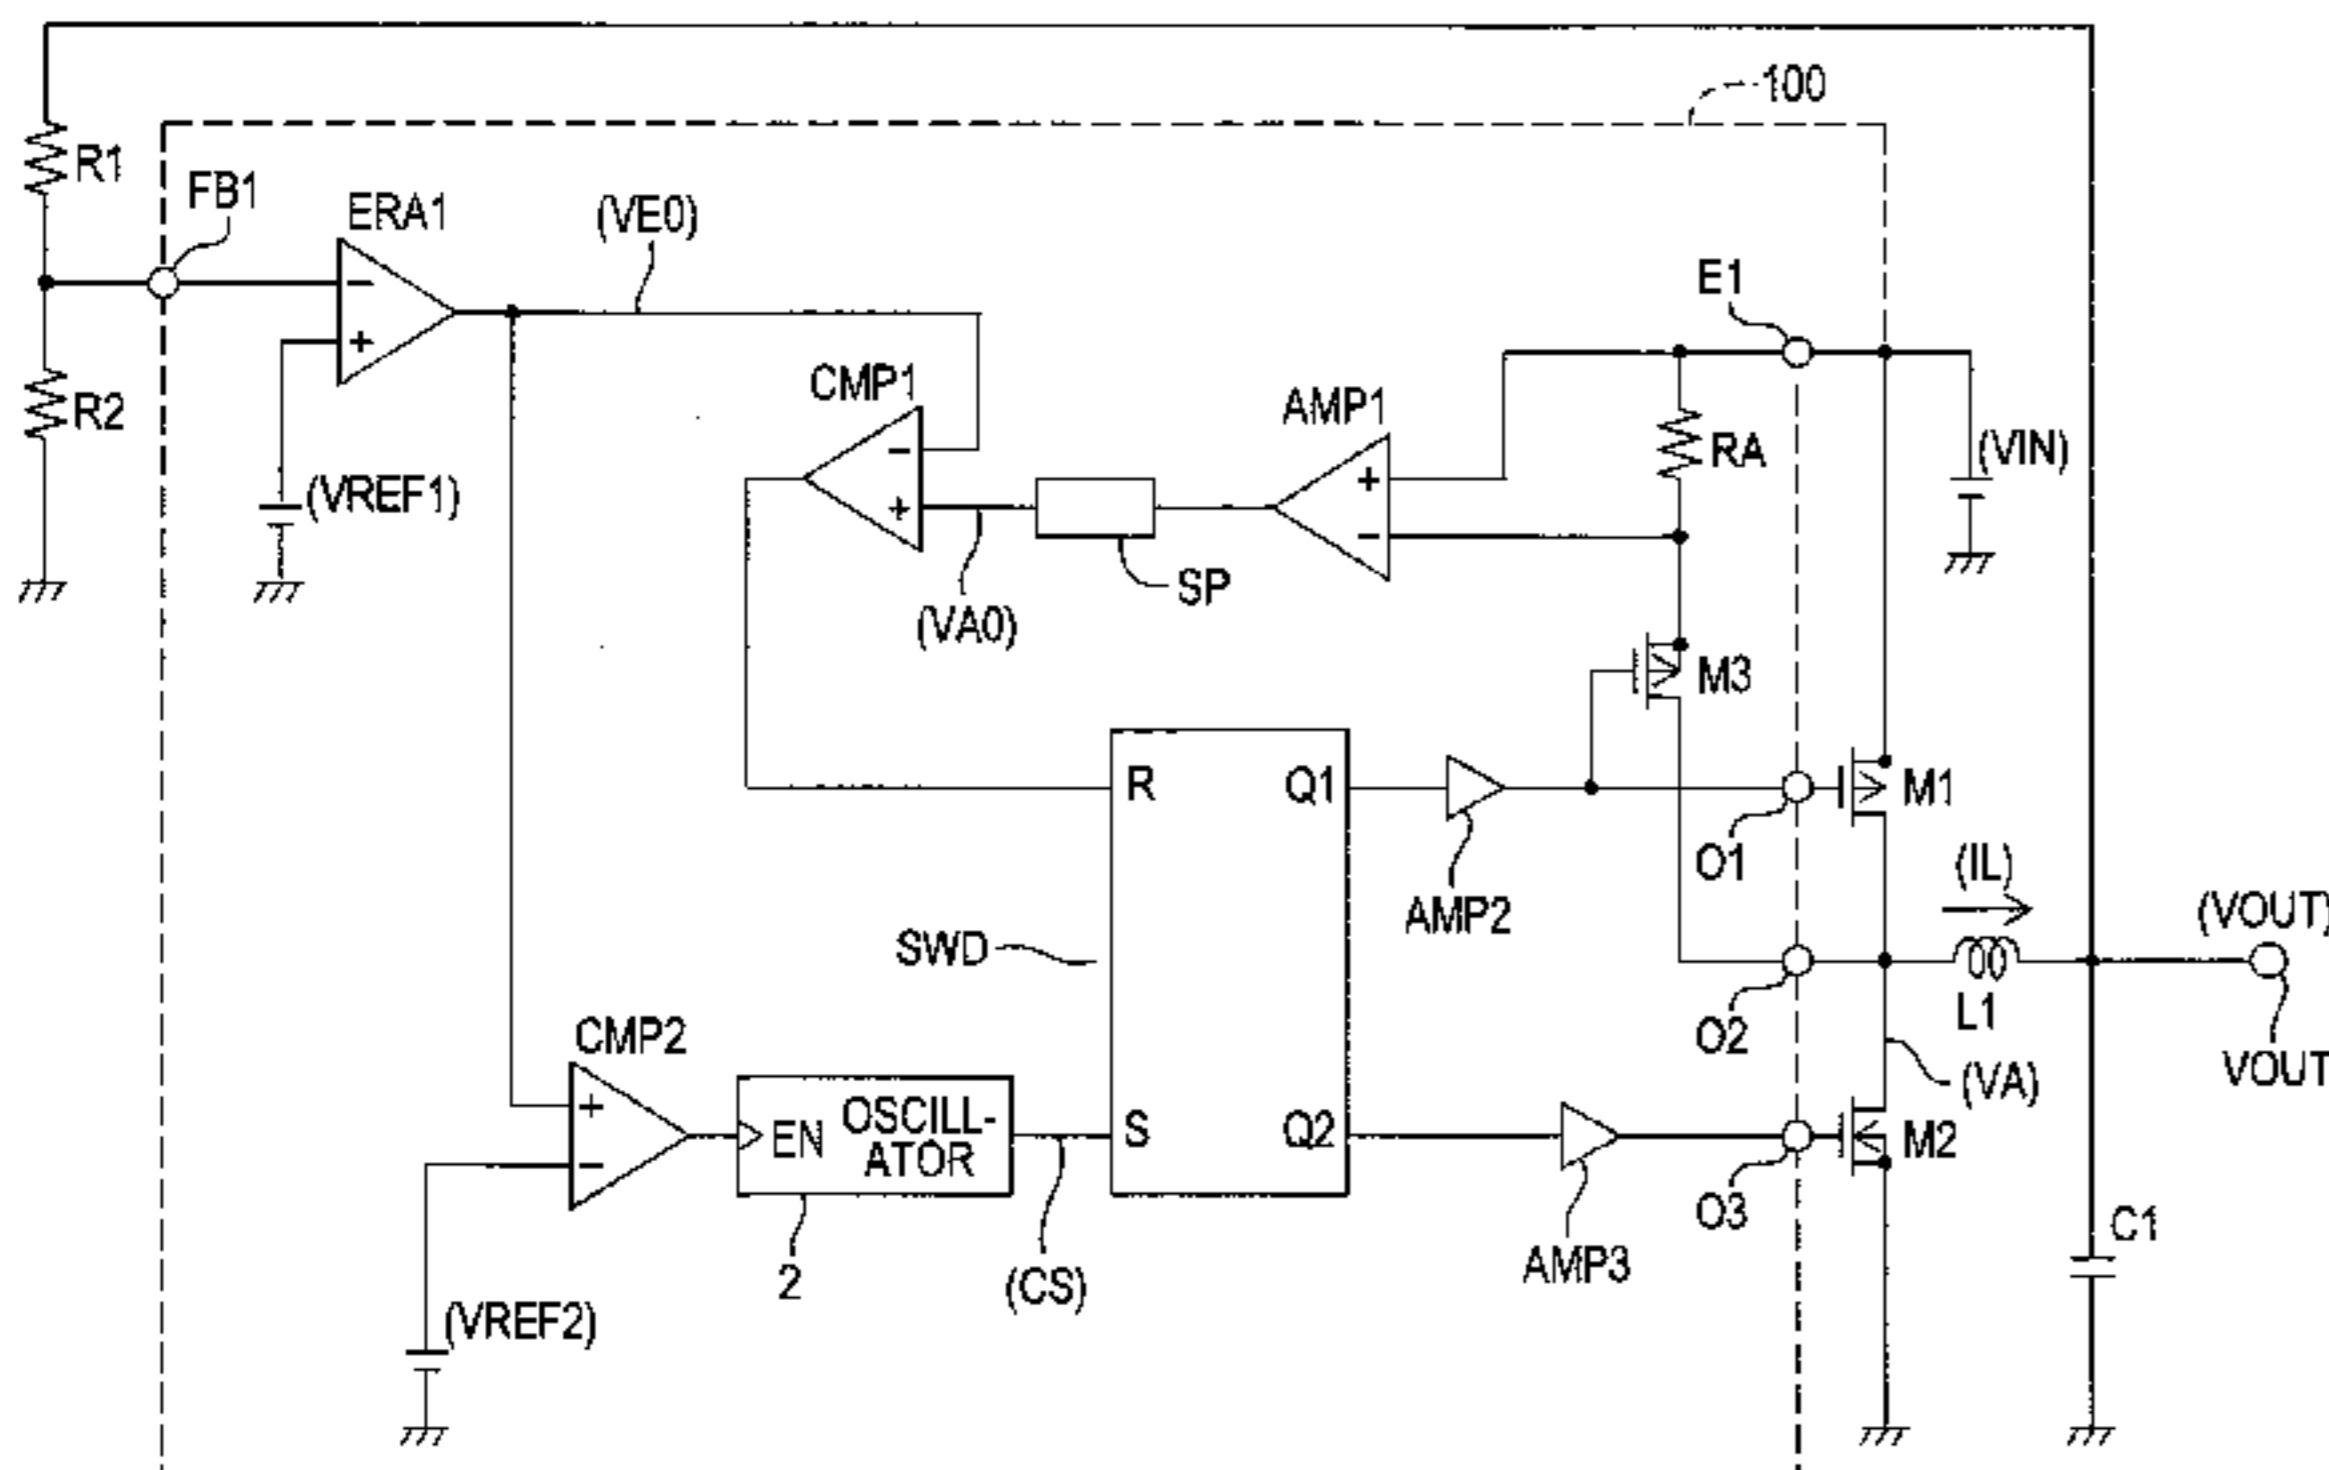 100
R1
FB1
ERA1
(VE0)
−
+
E1
R2
CMP1
AMP1
−
+
RA
(VIN)
(VREF1)
+
−
SP
(VA0)
M3
R
Q1
M1
O1
(IL)
AMP2
(VOUT)
SWD
L1
O2
CMP2
VOUT
(VA)
+
−
EN
OSCILL-
ATOR
S
Q2
M2
O3
C1
2
(CS)
AMP3
(VREF2)